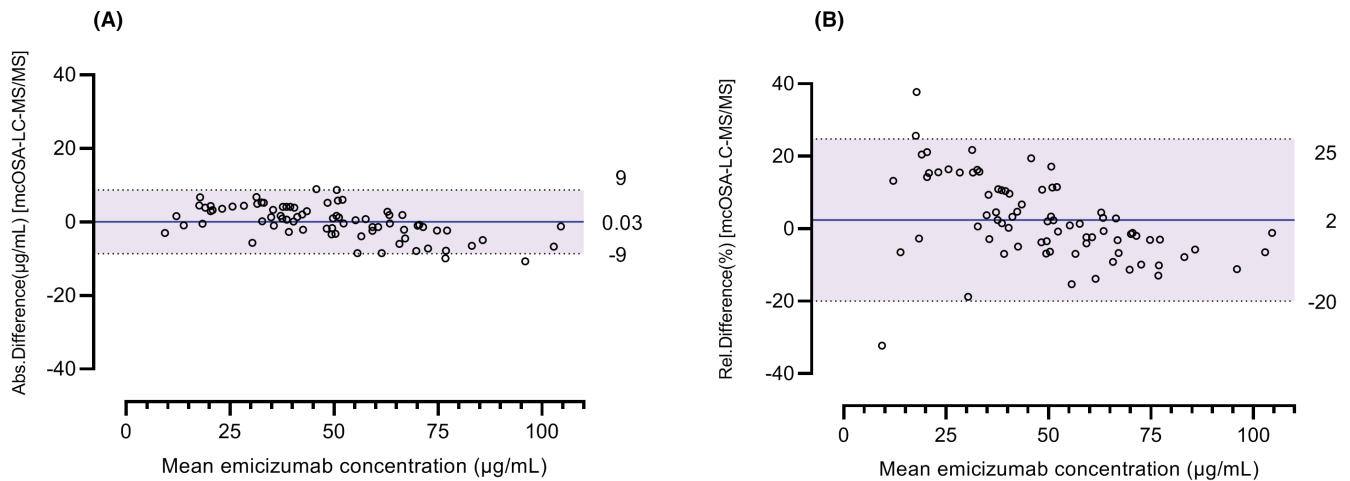 (A)
Abs.Difference(µg/mL) [mcOSA-LC-MS/MS]
40
20
0
-20
-40
9
0.03
-9
0 25 50 75 100
Mean emicizumab concentration (µg/mL)
(B)
Rel.Difference(%) [mcOSA-LC-MS/MS]
40
20
0
-20
-40
25
2
-20
0 25 50 75 100
Mean emicizumab concentration (µg/mL)